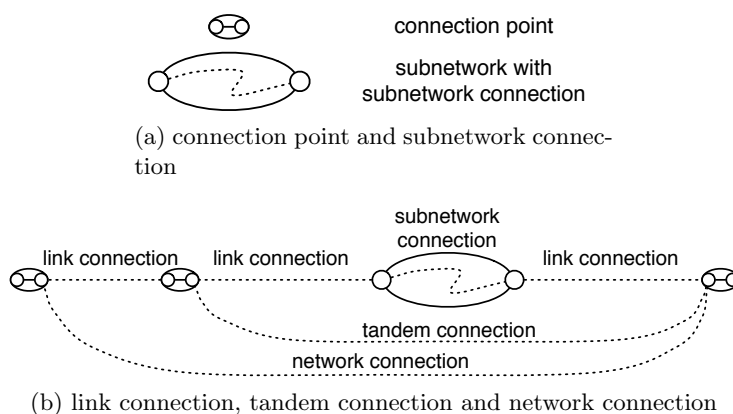 connection point
subnetwork with
subnetwork connection
(a) connection point and subnetwork connec-
tion
subnetwork
connection
link connection
link connection
link connection
tandem connection
network connection
(b) link connection, tandem connection and network connection